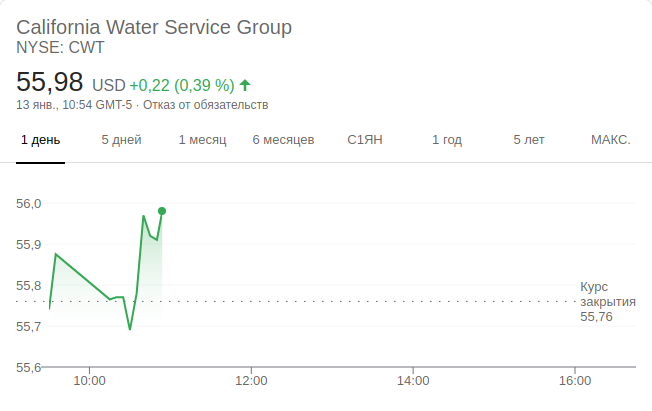 California Water Service Group
NYSE: CWT
55,98 USD +0,22 (0,39 %)
13 янв., 10:54 GMT-5 · Отказ от обязательств
1 день 5 дней 1 месяц 6 месяцев С1ЯН 1 год 5 лет МАКС.
56,0
55,9
55,8
Курс
закрытия
55,76
55,7
55,6
10:00 12:00 14:00 16:00